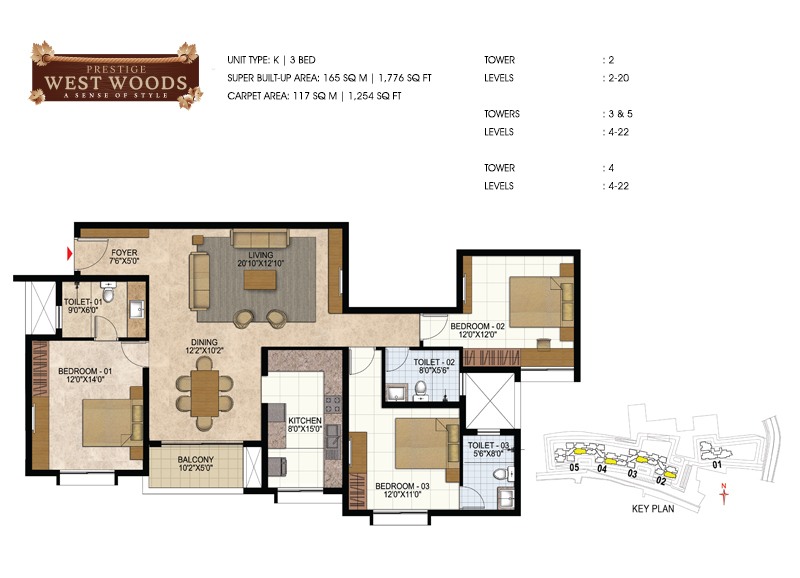 PRESTIGE
WEST WOODS
A SENSE OF STYLE
UNIT TYPE: K | 3 BED
SUPER BUILT-UP AREA: 165 SQ M | 1,776 SQ FT
CARPET AREA: 117 SQ M | 1,254 SQ FT
TOWER : 2
LEVELS : 2-20
TOWERS : 3 & 5
LEVELS : 4-22
TOWER : 4
LEVELS : 4-22
FOYER
7'6"X5'0"
LIVING
20'10"X12'10"
TOILET- 01
9'0"X6'0"
BEDROOM - 02
12'0"X12'0"
DINING
12'2"X10'2"
BEDROOM - 01
12'0"X14'0"
TOILET - 02
8'0"X5'6"
KITCHEN
8'0"X15'0"
BALCONY
10'2"X5'0"
BEDROOM - 03
12'0"X11'0"
TOILET - 03
5'6"X8'0"
05
04
03
02
01
N
KEY PLAN